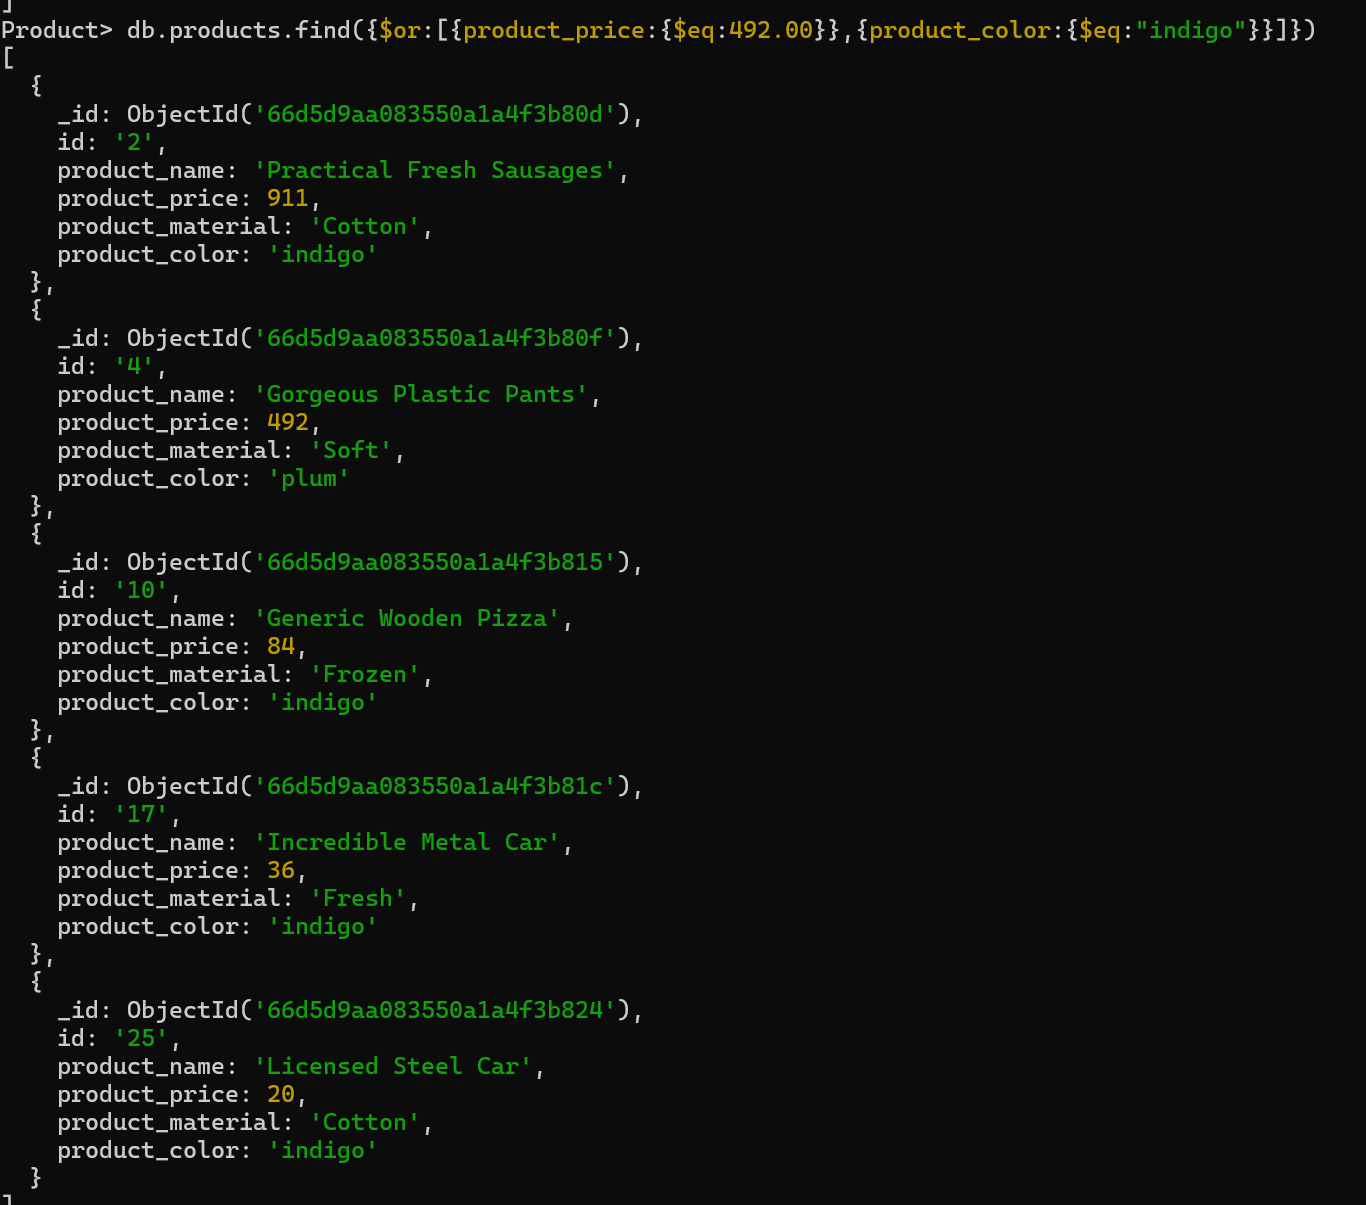 ]
Product> db.products.find({$or:[{product_price:{$eq:492.00}},{product_color:{$eq:"indigo"}}]})
[
  {
    _id: ObjectId('66d5d9aa083550a1a4f3b80d'),
    id: '2',
    product_name: 'Practical Fresh Sausages',
    product_price: 911,
    product_material: 'Cotton',
    product_color: 'indigo'
  },
  {
    _id: ObjectId('66d5d9aa083550a1a4f3b80f'),
    id: '4',
    product_name: 'Gorgeous Plastic Pants',
    product_price: 492,
    product_material: 'Soft',
    product_color: 'plum'
  },
  {
    _id: ObjectId('66d5d9aa083550a1a4f3b815'),
    id: '10',
    product_name: 'Generic Wooden Pizza',
    product_price: 84,
    product_material: 'Frozen',
    product_color: 'indigo'
  },
  {
    _id: ObjectId('66d5d9aa083550a1a4f3b81c'),
    id: '17',
    product_name: 'Incredible Metal Car',
    product_price: 36,
    product_material: 'Fresh',
    product_color: 'indigo'
  },
  {
    _id: ObjectId('66d5d9aa083550a1a4f3b824'),
    id: '25',
    product_name: 'Licensed Steel Car',
    product_price: 20,
    product_material: 'Cotton',
    product_color: 'indigo'
  }
]